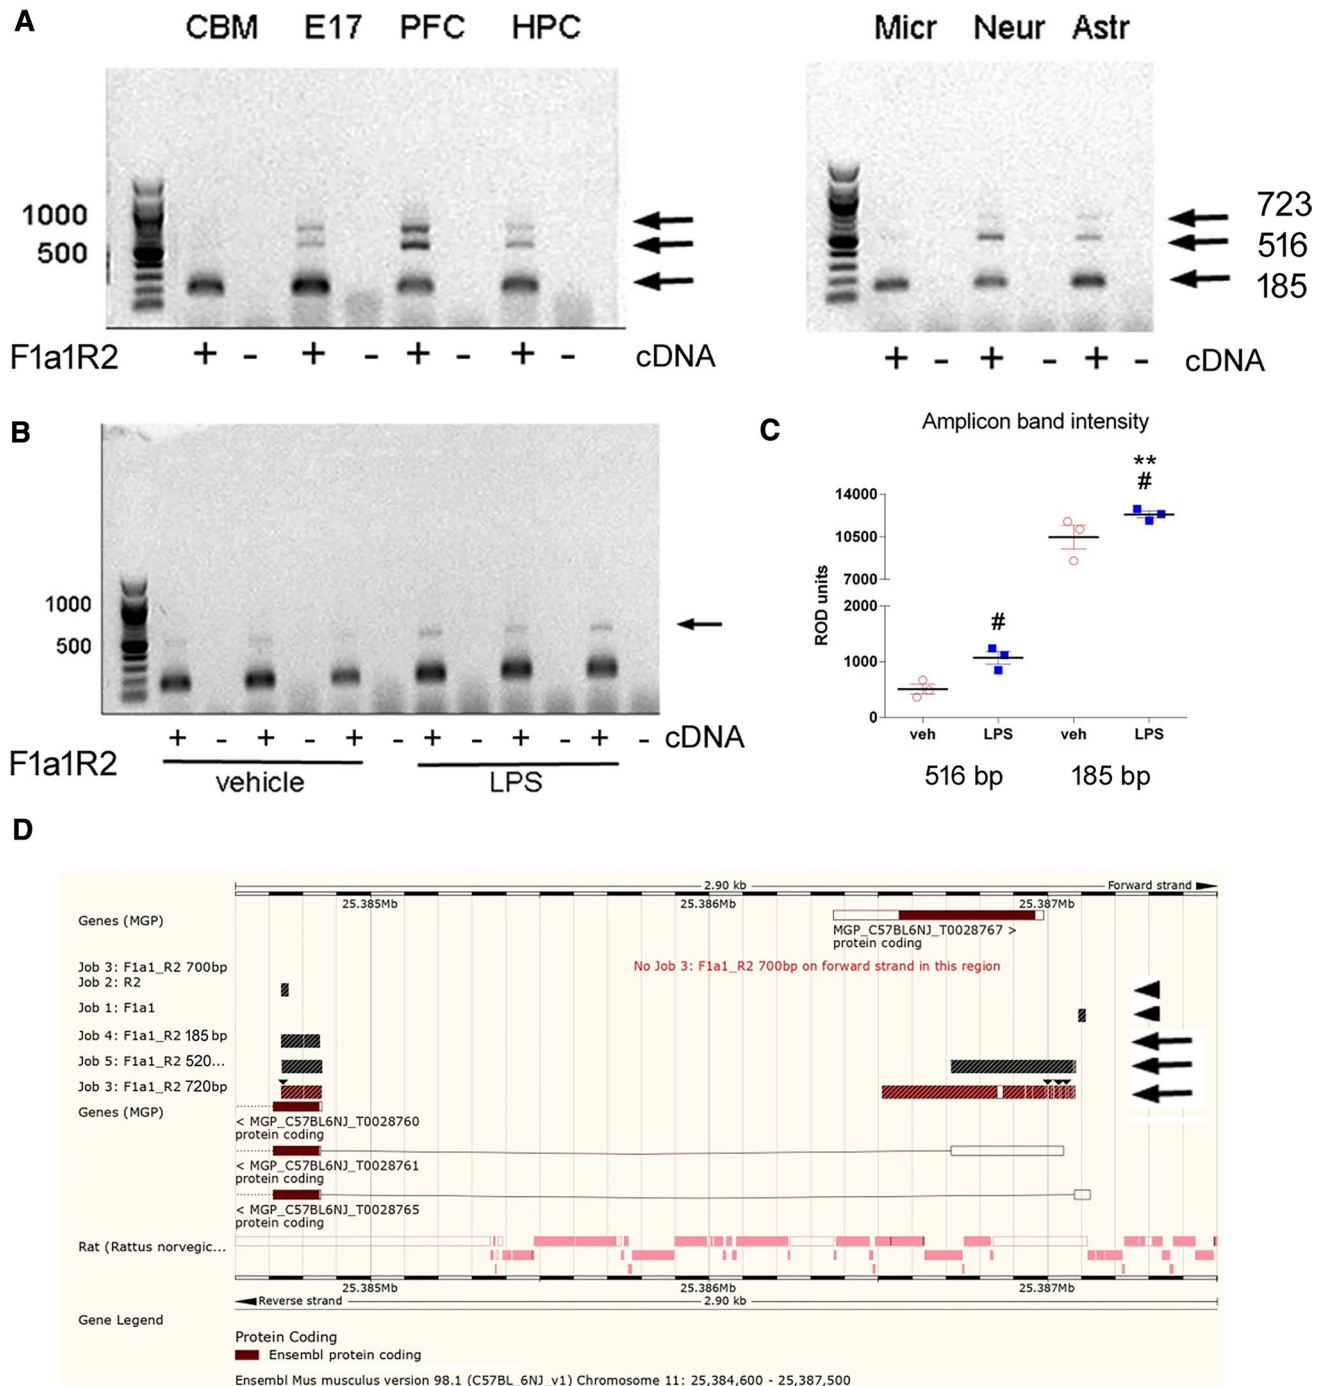 A
CBM E17 PFC HPC
Micr Neur Astr
1000
500
723
516
185
F1a1R2 + - + - + - + - cDNA
+ - + - + - cDNA
B
1000
500
+ - + - + - + - + - + - cDNA
F1a1R2
vehicle LPS
C
Amplicon band intensity
**
#
14000
10500
7000
ROD units
2000
#
1000
0
veh LPS veh LPS
516 bp 185 bp
D
2.90 kb Forward strand
25.385Mb 25.386Mb 25.387Mb
Genes (MGP)
MGP_C57BL6NJ_T0028767 >
protein coding
Job 3: F1a1_R2 700bp
No Job 3: F1a1_R2 700bp on forward strand in this region
Job 2: R2
Job 1: F1a1
Job 4: F1a1_R2 185 bp
Job 5: F1a1_R2 520...
Job 3: F1a1_R2 720bp
Genes (MGP)
< MGP_C57BL6NJ_T0028760
protein coding
< MGP_C57BL6NJ_T0028761
protein coding
< MGP_C57BL6NJ_T0028765
protein coding
Rat (Rattus norvegic...
25.385Mb 25.386Mb 25.387Mb
Reverse strand 2.90 kb
Gene Legend
Protein Coding
Ensembl protein coding
Ensembl Mus musculus version 98.1 (C57BL_6NJ_v1) Chromosome 11: 25,384,600 - 25,387,500